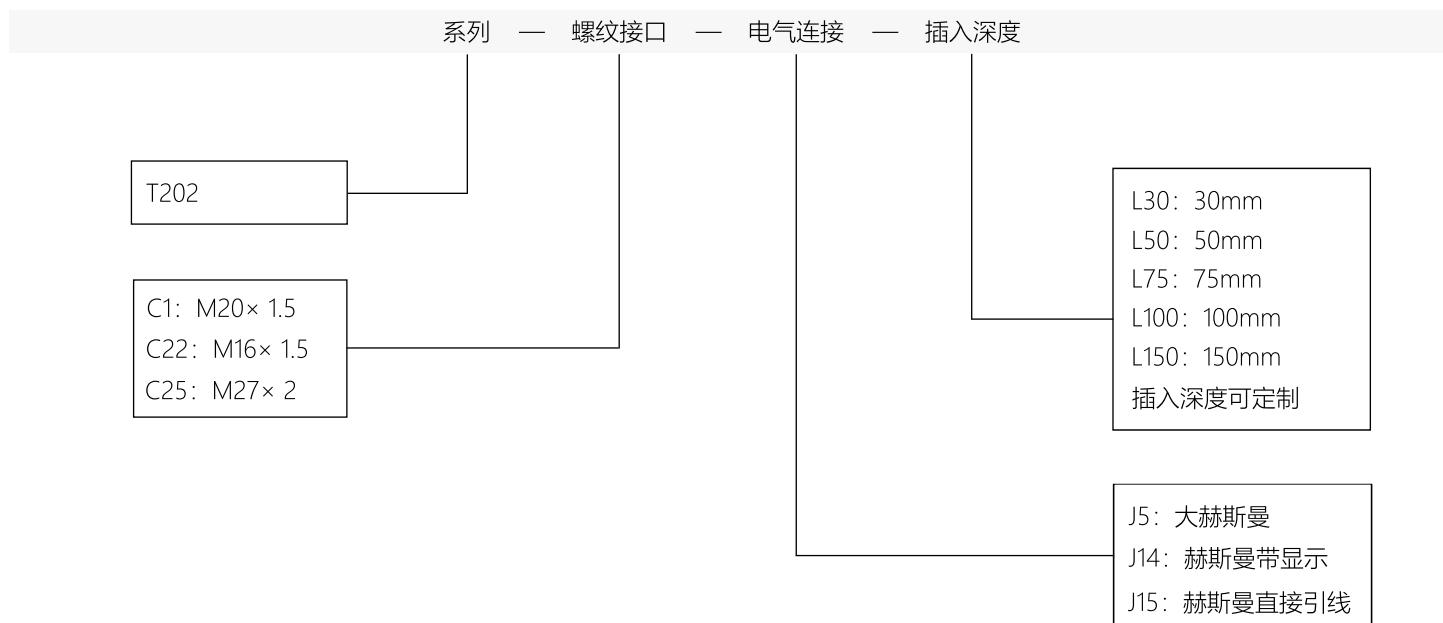 系列 — 螺纹接口 — 电气连接 — 插入深度
T202
C1：M20× 1.5
C22：M16× 1.5
C25：M27× 2
L30：30mm
L50：50mm
L75：75mm
L100：100mm
L150：150mm
插入深度可定制
J5：大赫斯曼
J14：赫斯曼带显示
J15：赫斯曼直接引线